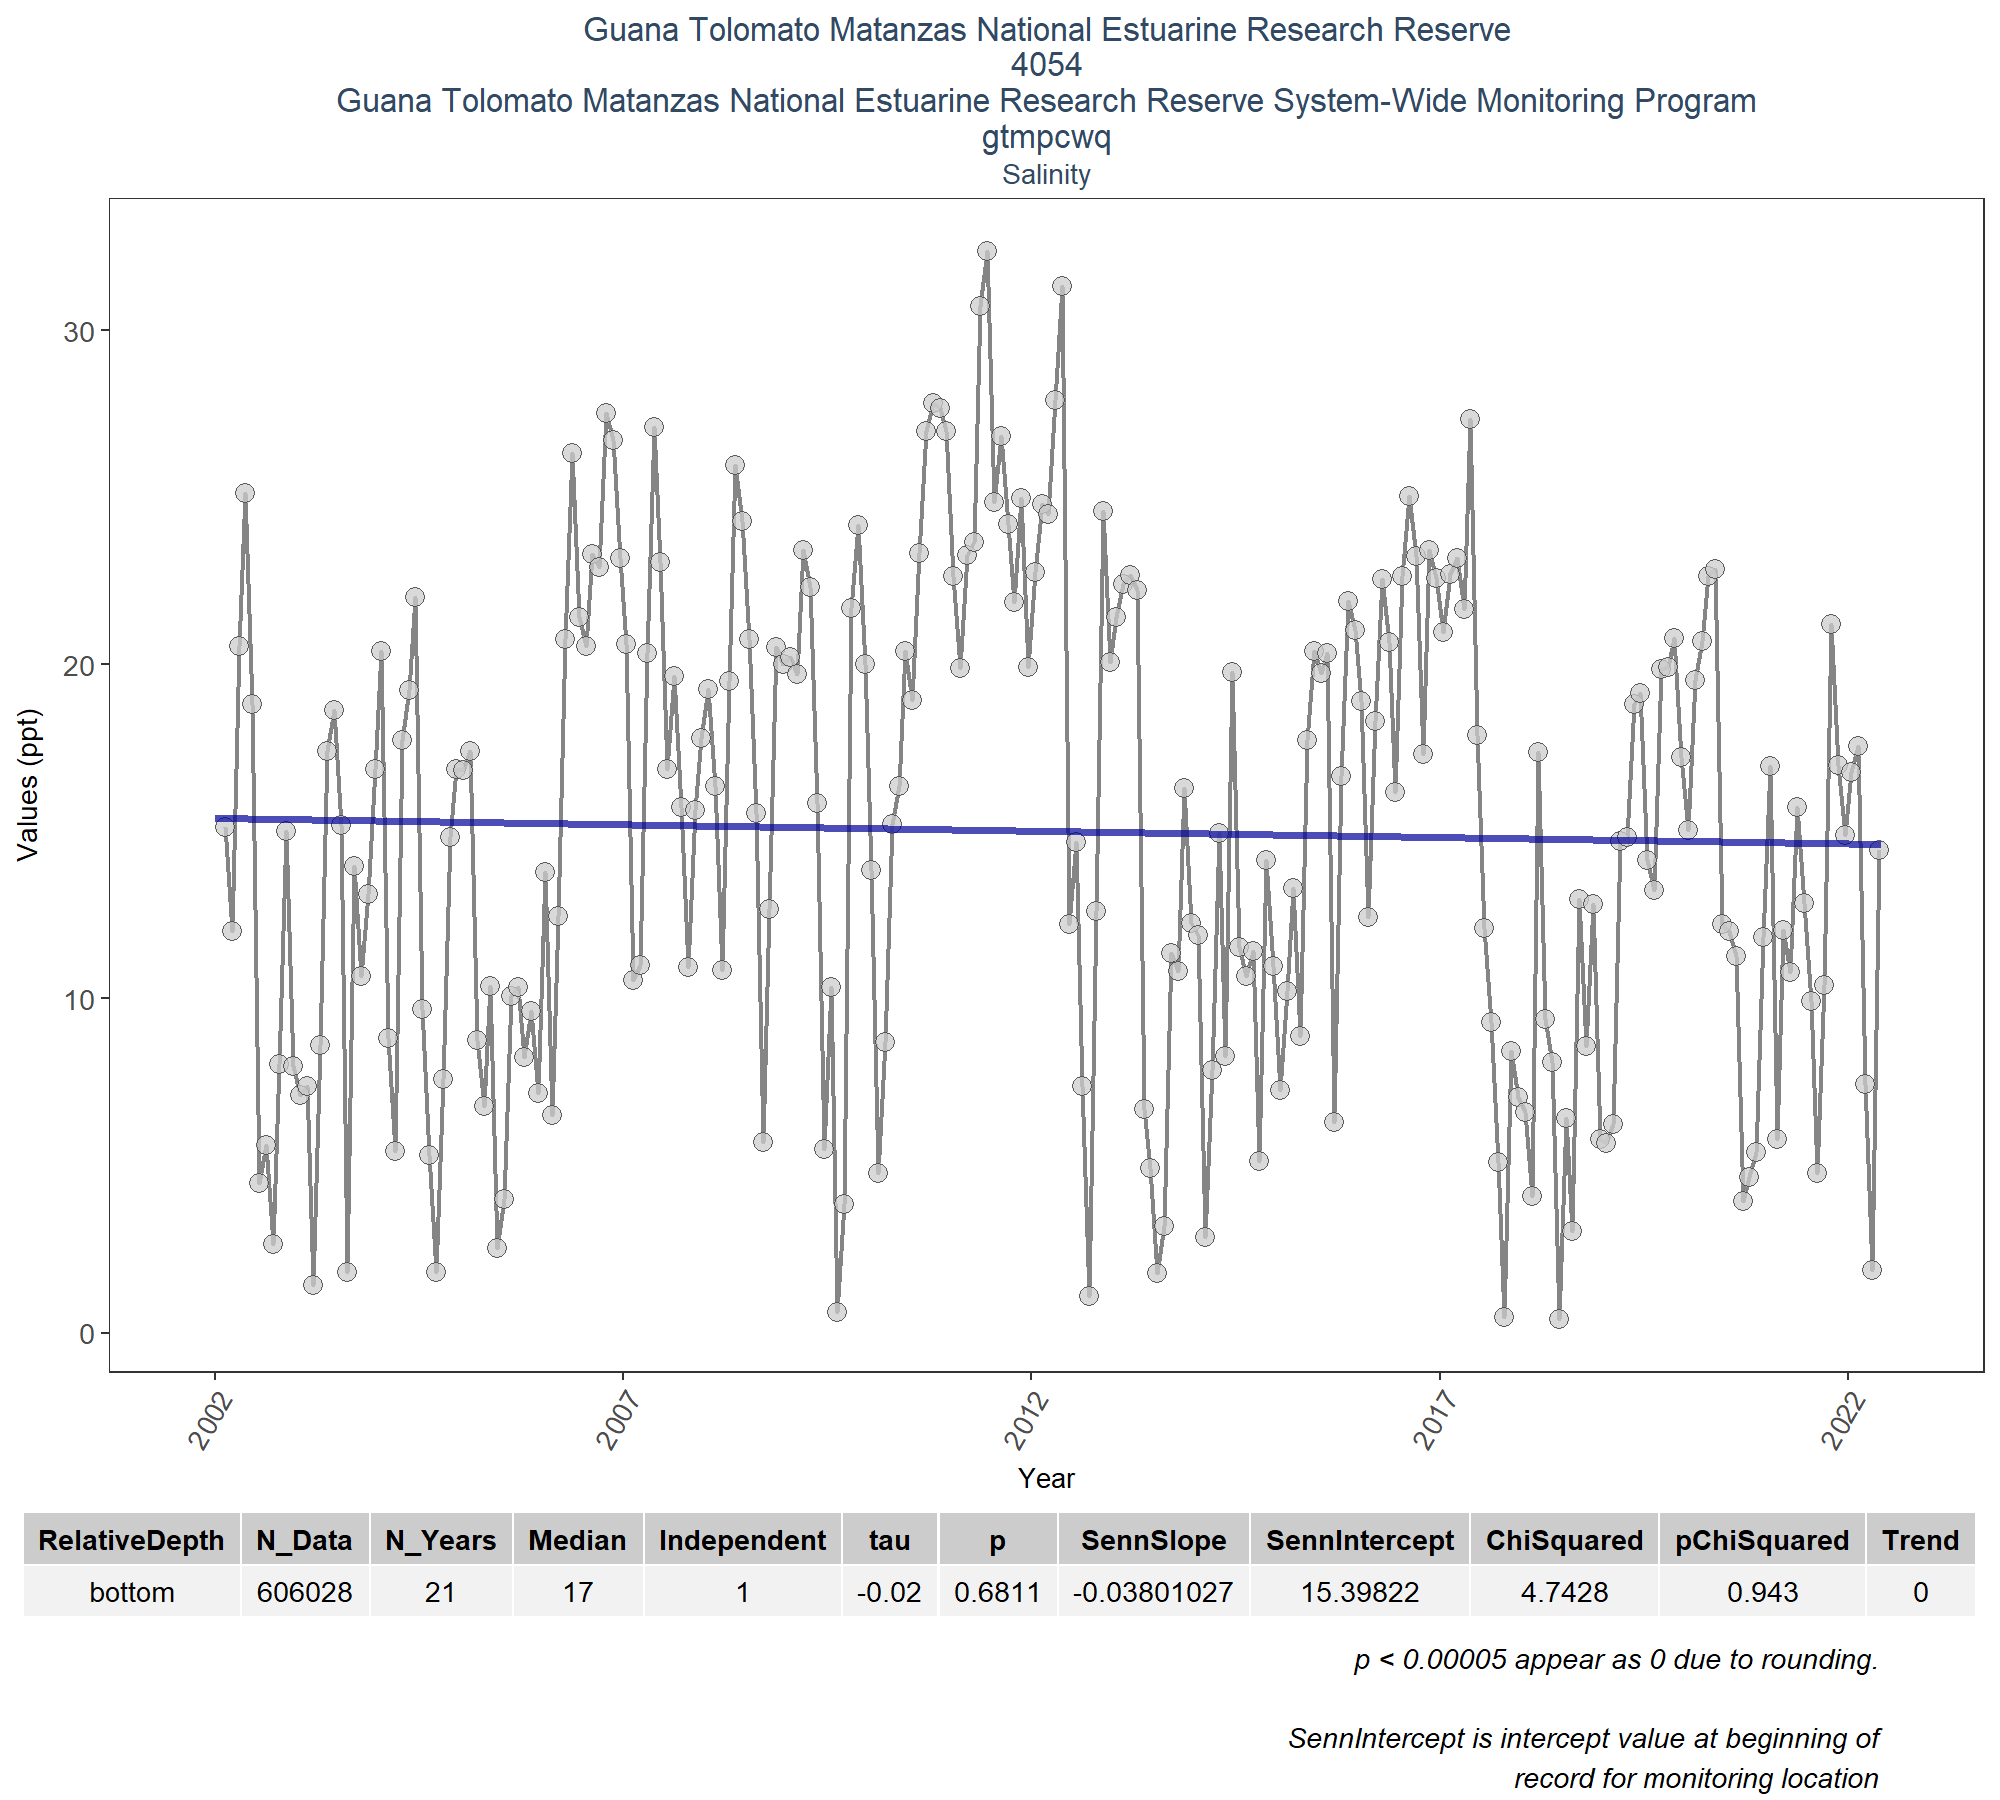 Guana Tolomato Matanzas National Estuarine Research Reserve
4054
Guana Tolomato Matanzas National Estuarine Research Reserve System-Wide Monitoring Program
gtmpcwq
Salinity
Values (ppt)
30
20
10
0
2002 2007 2012 2017 2022
Year
RelativeDepth N_Data N_Years Median Independent tau p SennSlope SennIntercept ChiSquared pChiSquared Trend
bottom 606028 21 17 1 -0.02 0.6811 -0.03801027 15.39822 4.7428 0.943 0
p < 0.00005 appear as 0 due to rounding.
SennIntercept is intercept value at beginning of
record for monitoring location